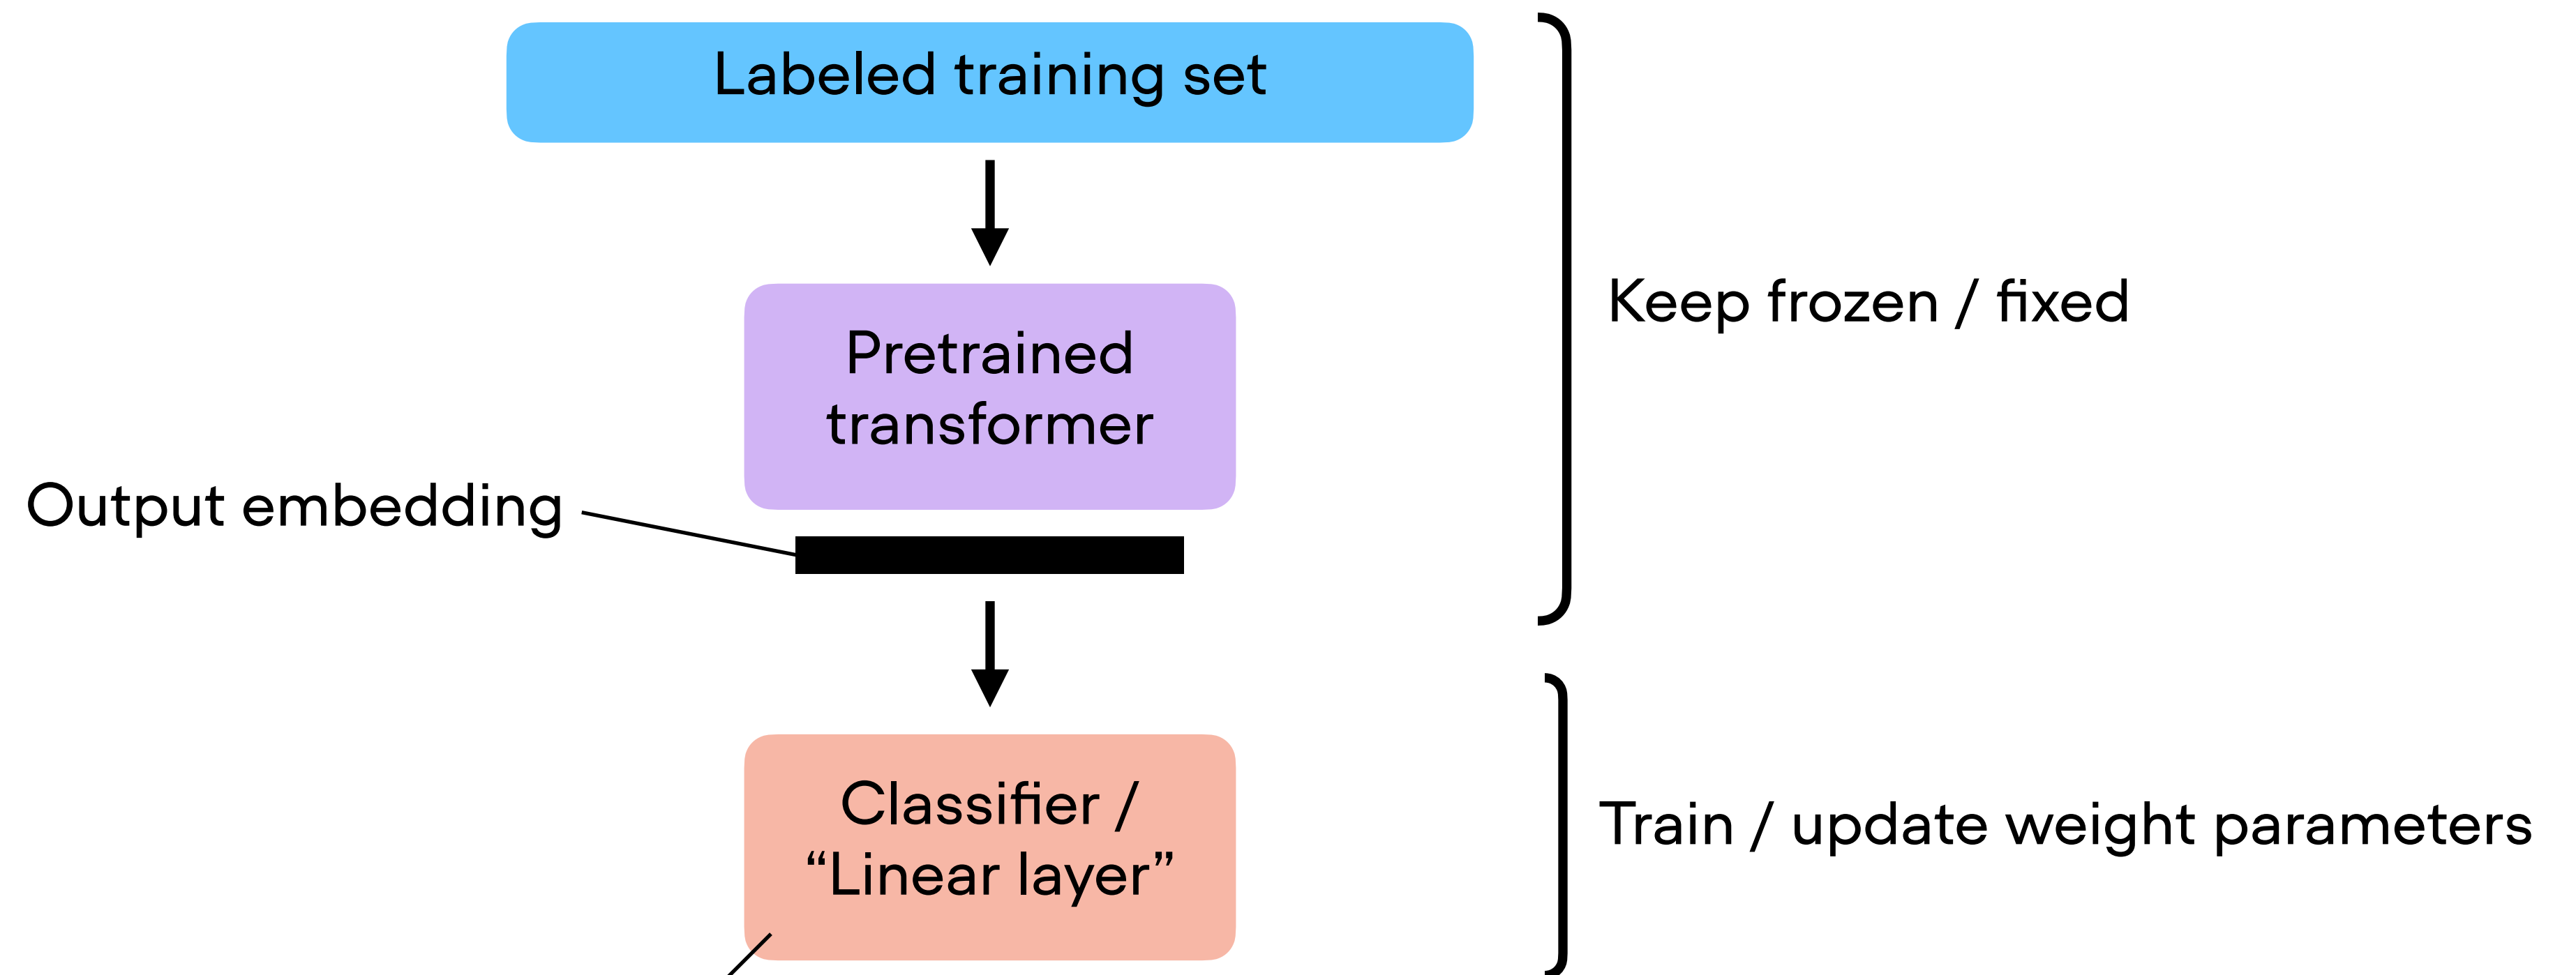 Labeled training set
Keep frozen / fixed
Pretrained
transformer
Output embedding
Classifier /
“Linear layer”
Train / update weight parameters